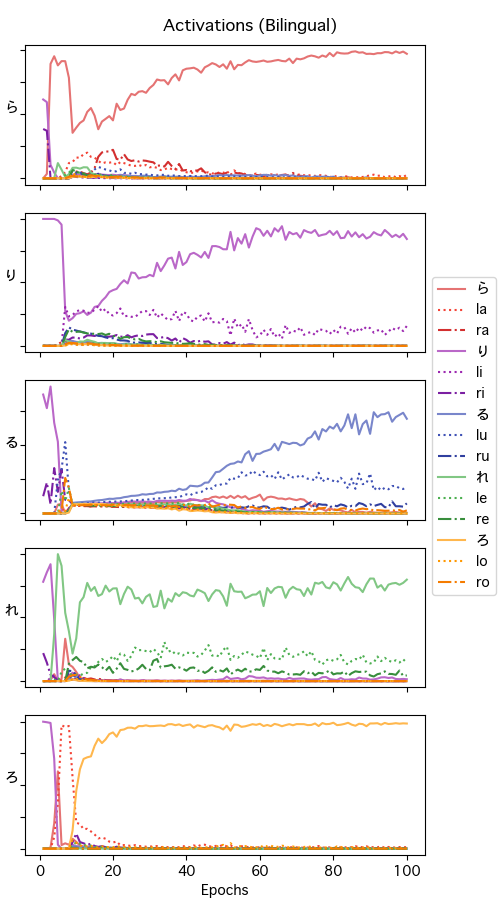 Activations (Bilingual)
ら
り
る
れ
ろ
0 20 40 60 80 100
Epochs
ら
la
ra
り
li
ri
る
lu
ru
れ
le
re
ろ
lo
ro